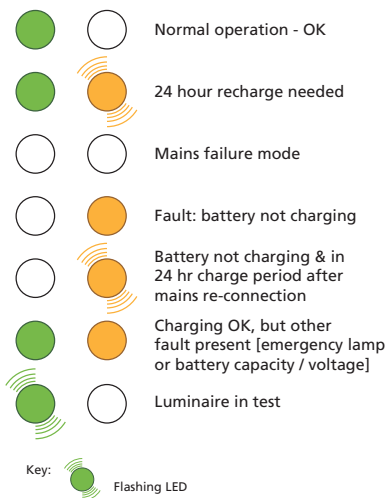 Normal operation - OK
24 hour recharge needed
Mains failure mode
Fault: battery not charging
Battery not charging & in
24 hr charge period after
mains re-connection
Charging OK, but other
fault present [emergency lamp
or battery capacity / voltage]
Luminaire in test
Key:
Flashing LED